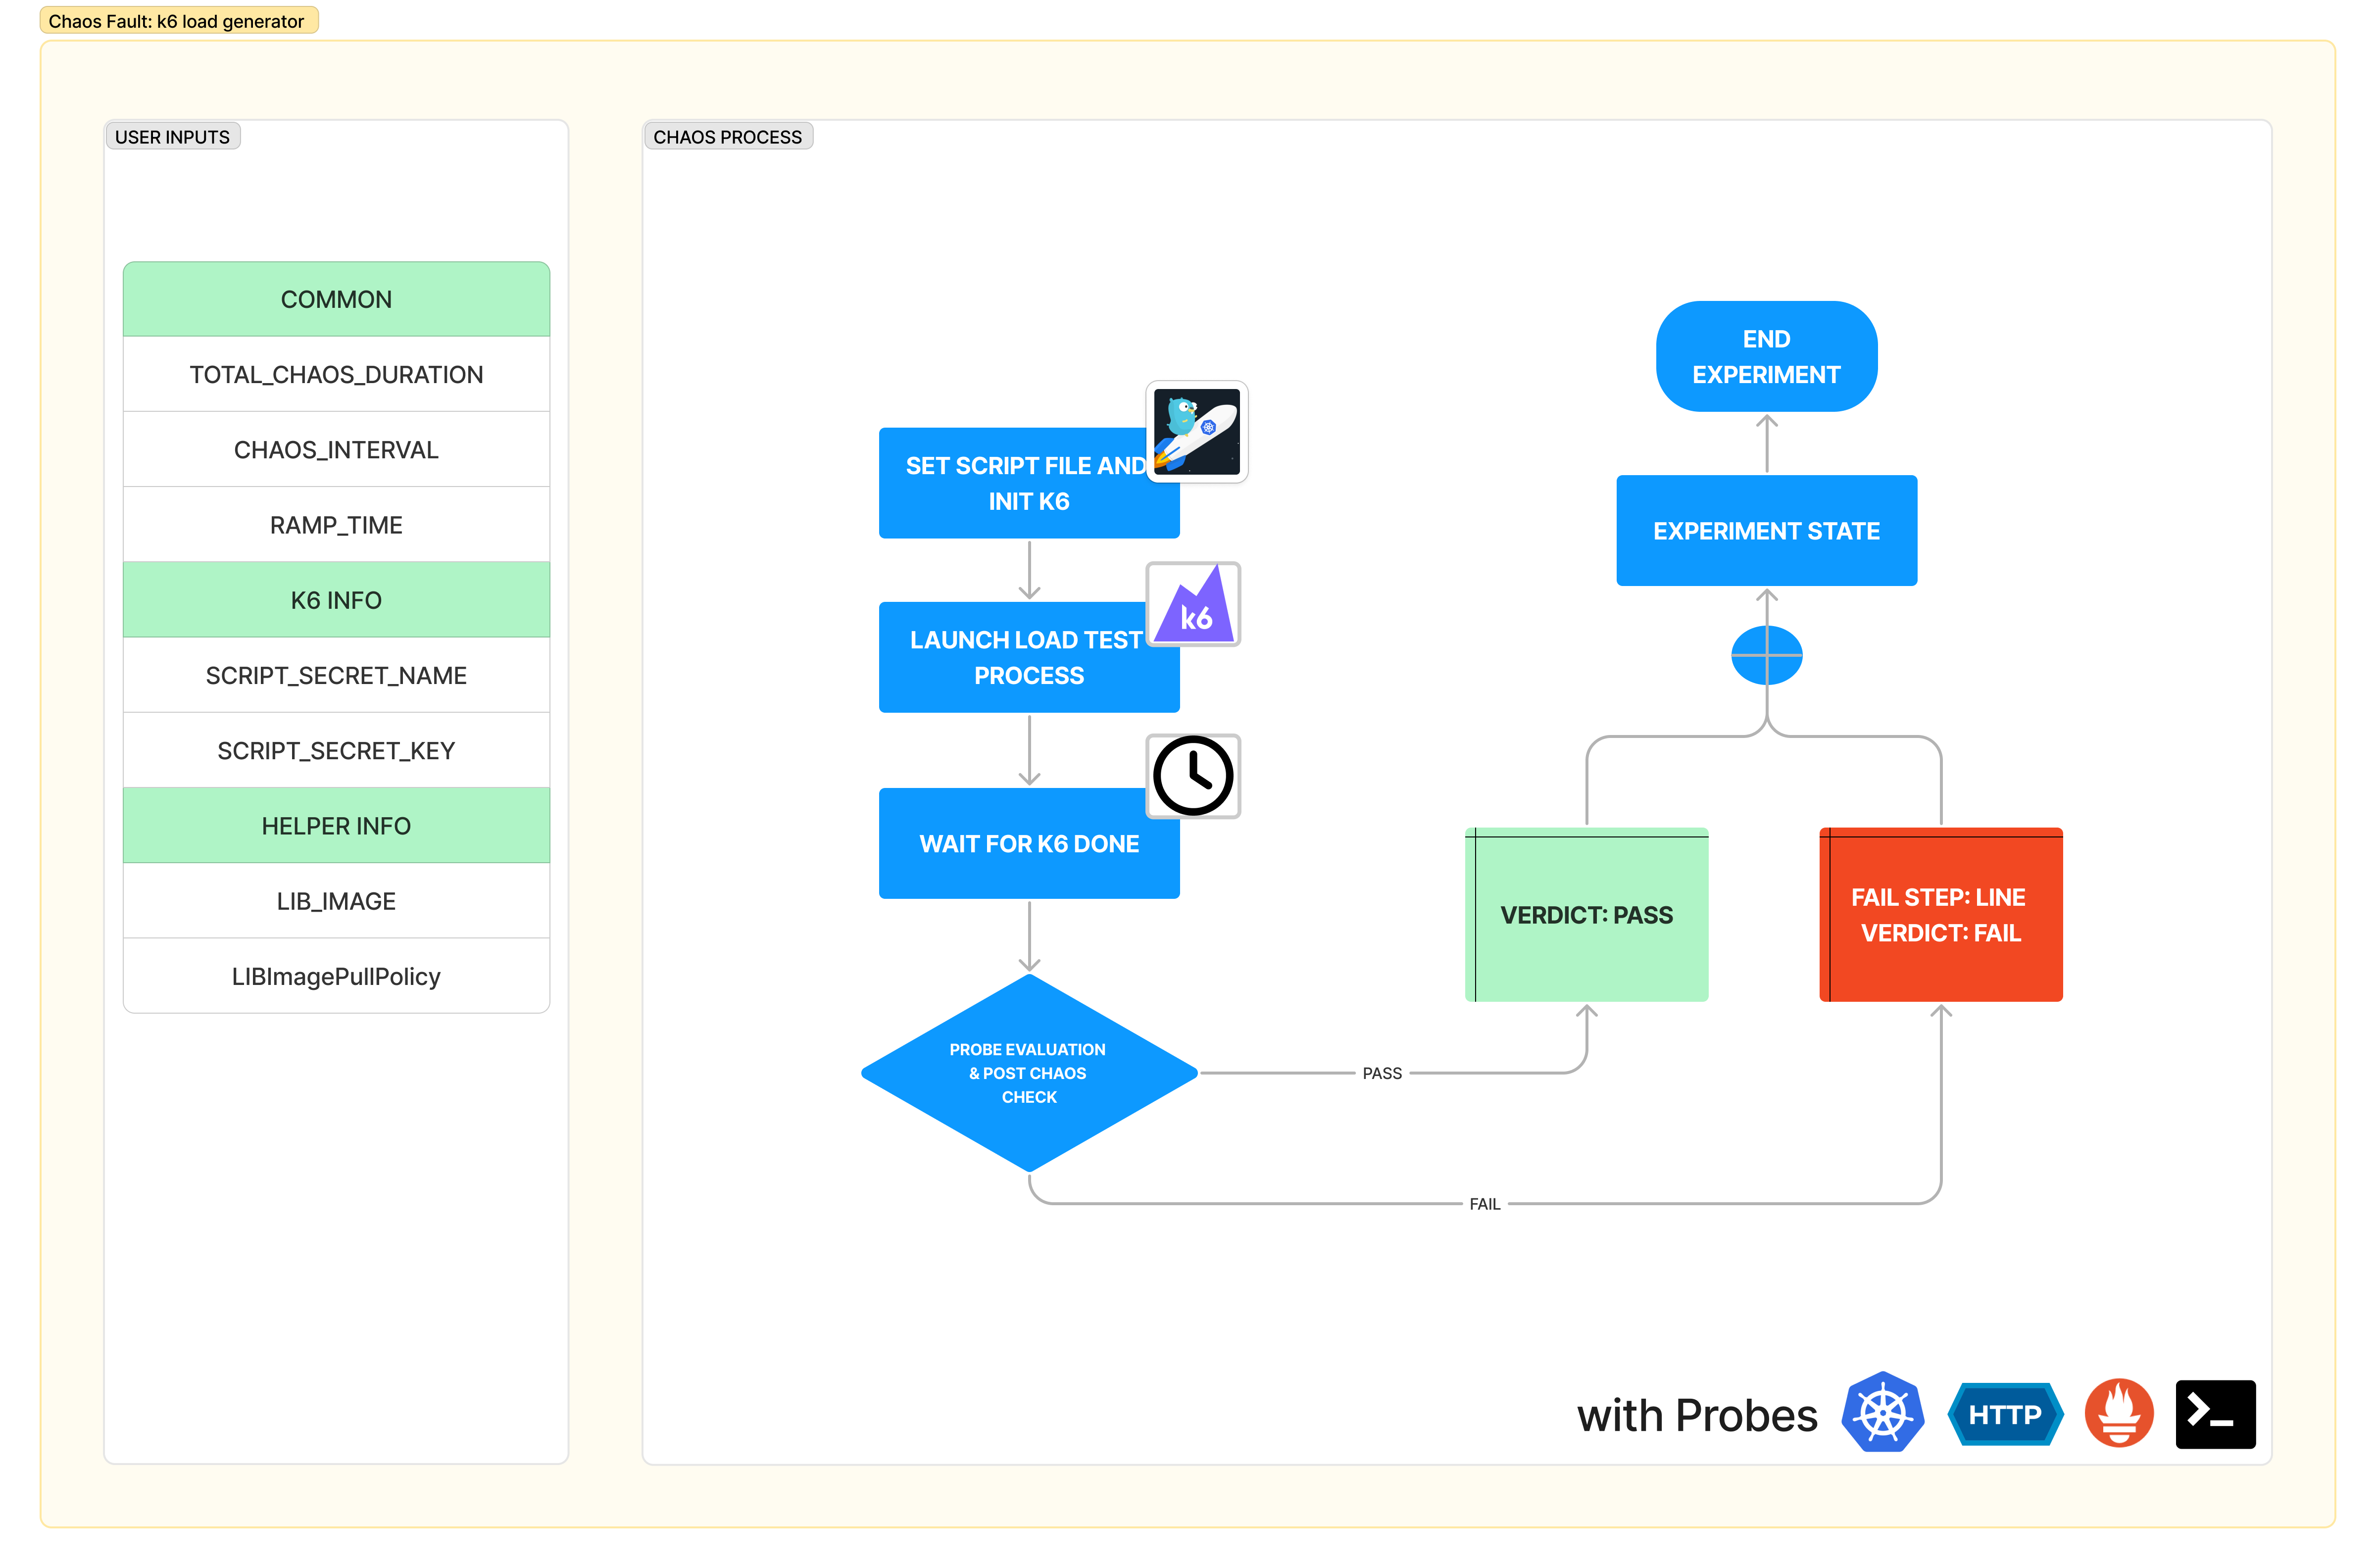 Chaos Fault: k6 load generator
USER INPUTS
COMMON
TOTAL_CHAOS_DURATION
CHAOS_INTERVAL
RAMP_TIME
K6 INFO
SCRIPT_SECRET_NAME
SCRIPT_SECRET_KEY
HELPER INFO
LIB_IMAGE
LIBImagePullPolicy
CHAOS PROCESS
SET SCRIPT FILE AND
INIT K6
k6
LAUNCH LOAD TEST
PROCESS
WAIT FOR K6 DONE
PROBE EVALUATION
& POST CHAOS
CHECK
PASS
FAIL
VERDICT: PASS
FAIL STEP: LINE
VERDICT: FAIL
EXPERIMENT STATE
END
EXPERIMENT
with Probes
HTTP